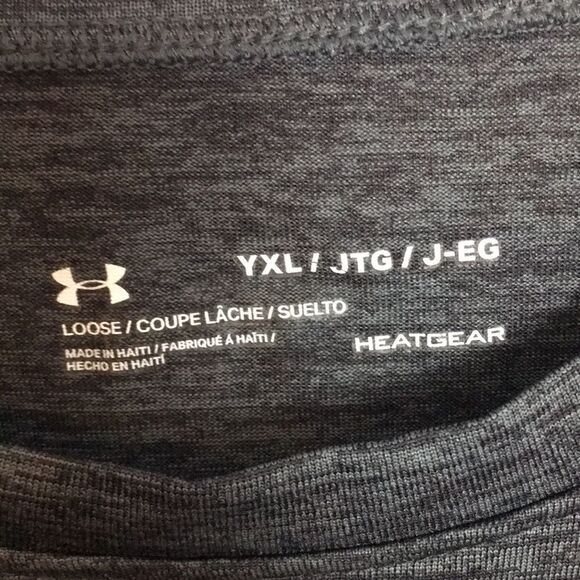 YXL / JTG / J-EG
LOOSE / COUPE LÂCHE / SUELTO
MADE IN HAITI / FABRIQUÉ À HAÏTI /
HECHO EN HAITÍ
HEATGEAR